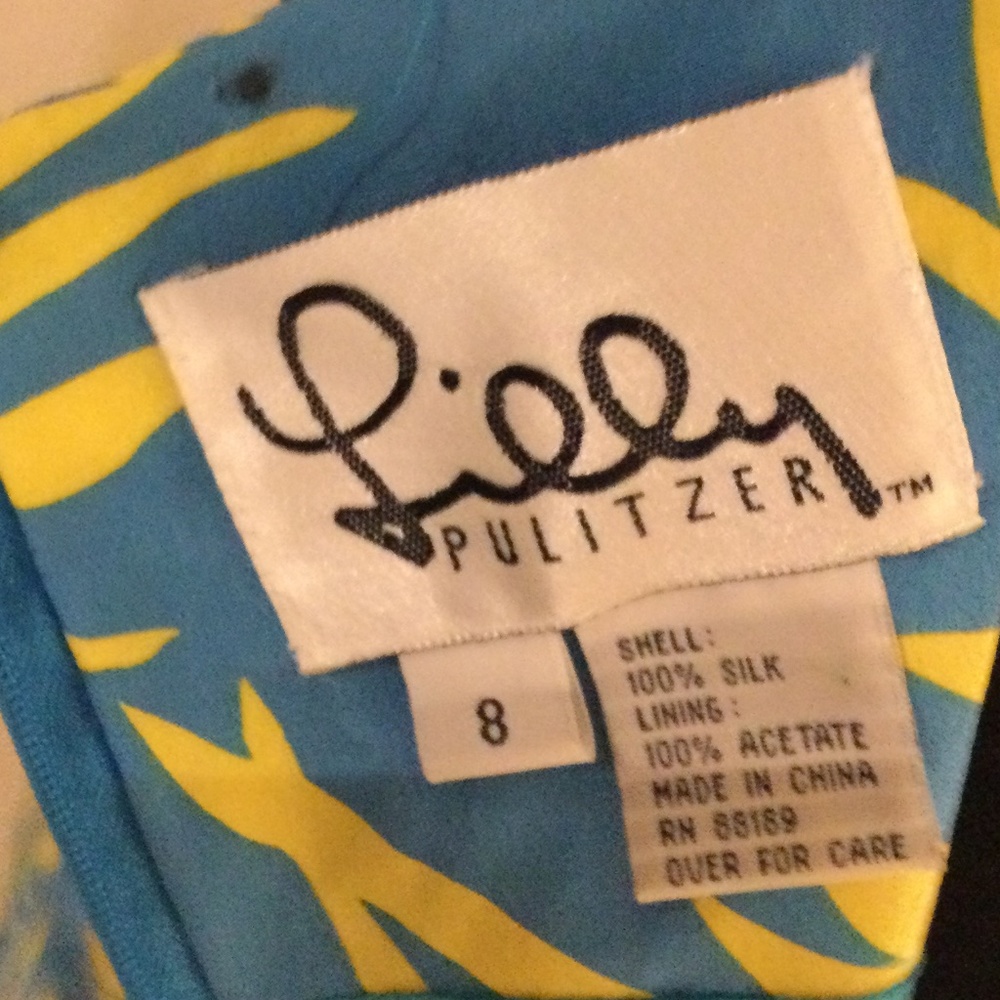 Lilly
PULITZER™
8
SHELL:
100% SILK
LINING:
100% ACETATE
MADE IN CHINA
RN 88189
OVER FOR CARE